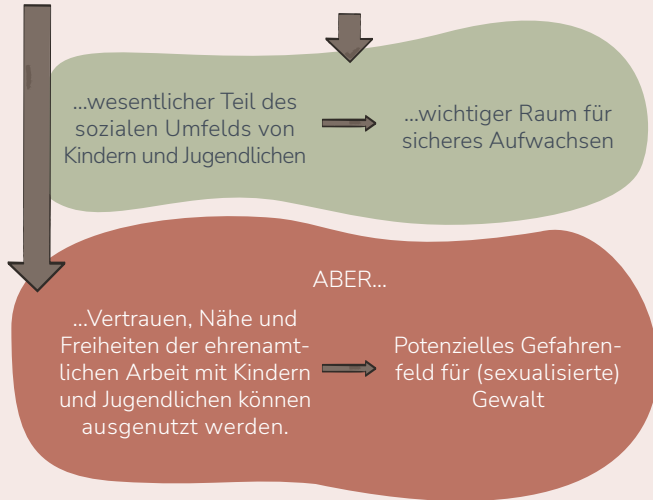 ...wesentlicher Teil des
sozialen Umfelds von
Kindern und Jugendlichen
...wichtiger Raum für
sicheres Aufwachsen
ABER...
...Vertrauen, Nähe und
Freiheiten der ehrenamt-
lichen Arbeit mit Kindern
und Jugendlichen können
ausgenutzt werden.
Potenzielles Gefahren-
feld für (sexualisierte)
Gewalt